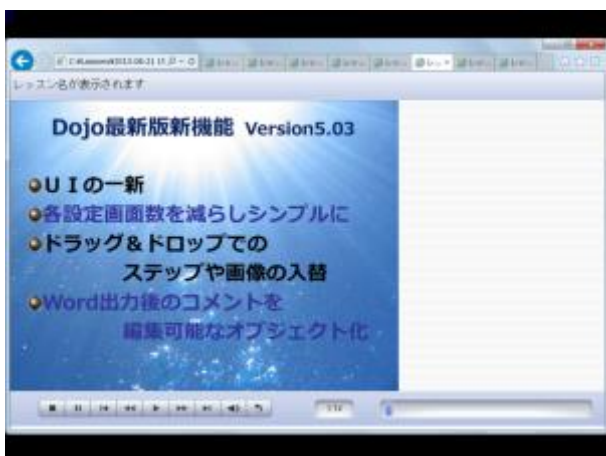 レッスン名が表示されます
Dojo最新版新機能 Version5.03
ＵＩの一新
各設定画面数を減らしシンプルに
ドラッグ＆ドロップでの
ステップや画像の入替
Word出力後のコメントを
編集可能なオブジェクト化